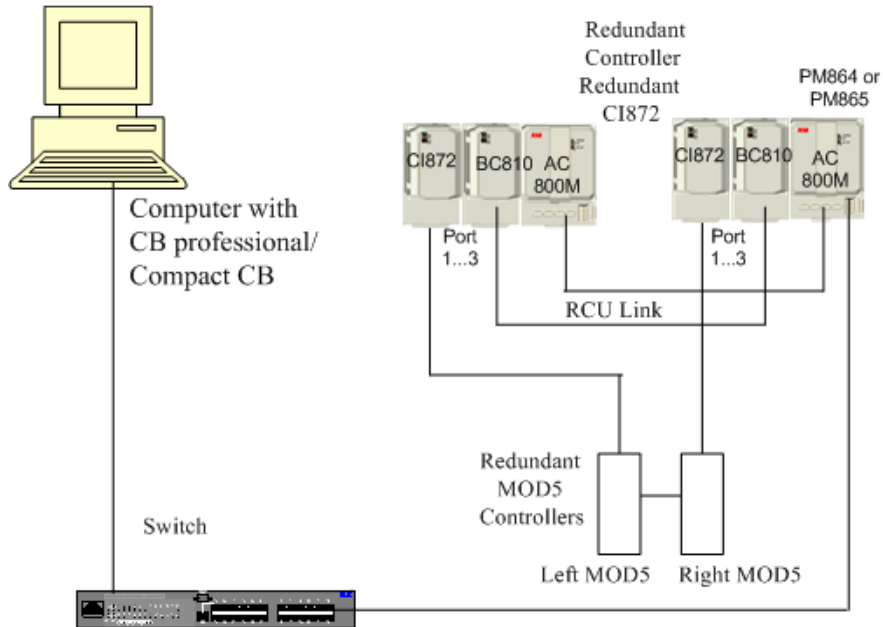 Redundant
Controller
Redundant
CI872
PM864 or
PM865
CI872
BC810
AC
800M
CI872
BC810
AC
800M
Port
1...3
Port
1...3
RCU Link
Computer with
CB professional/
Compact CB
Redundant
MOD5
Controllers
Left MOD5
Right MOD5
Switch